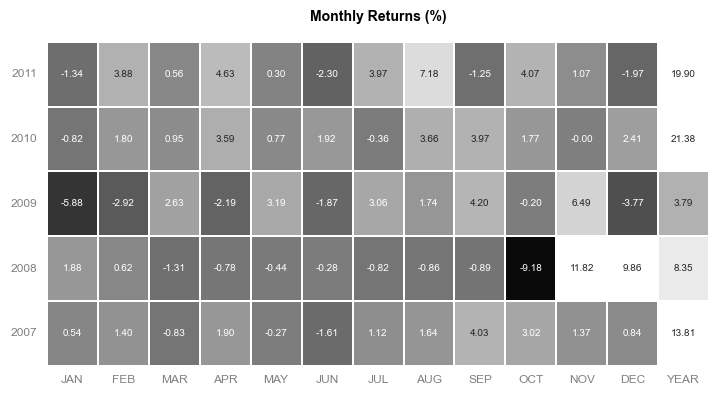 Monthly Returns (%)
2011 -1.34 3.88 0.56 4.63 0.30 -2.30 3.97 7.18 -1.25 4.07 1.07 -1.97 19.90
2010 -0.82 1.80 0.95 3.59 0.77 1.92 -0.36 3.66 3.97 1.77 -0.00 2.41 21.38
2009 -5.88 -2.92 2.63 -2.19 3.19 -1.87 3.06 1.74 4.20 -0.20 6.49 -3.77 3.79
2008 1.88 0.62 -1.31 -0.78 -0.44 -0.28 -0.82 -0.86 -0.89 -9.18 11.82 9.86 8.35
2007 0.54 1.40 -0.83 1.90 -0.27 -1.61 1.12 1.64 4.03 3.02 1.37 0.84 13.81
JAN FEB MAR APR MAY JUN JUL AUG SEP OCT NOV DEC YEAR